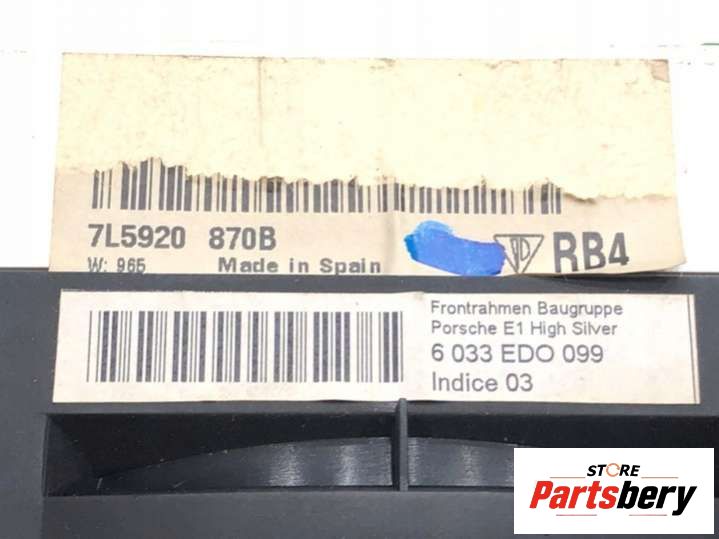 7L5920 870B
W: 965 Made in Spain
RB4
Frontrahmen Baugruppe
Porsche E1 High Silver
6 033 EDO 099
Indice 03
STORE
Partsbery